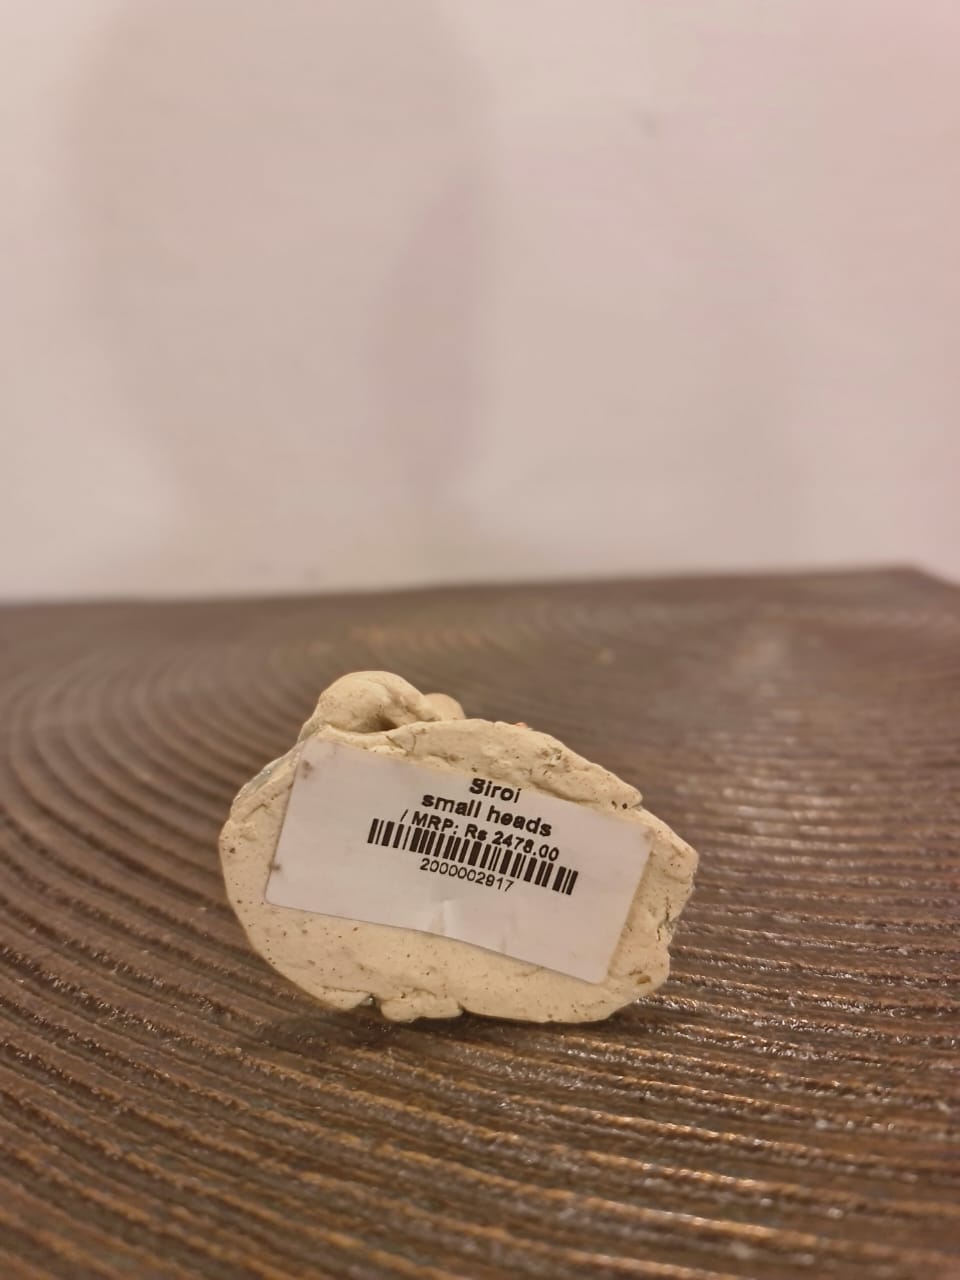 Siroi
small heads
/ MRP: Rs 2478.00
2000002917